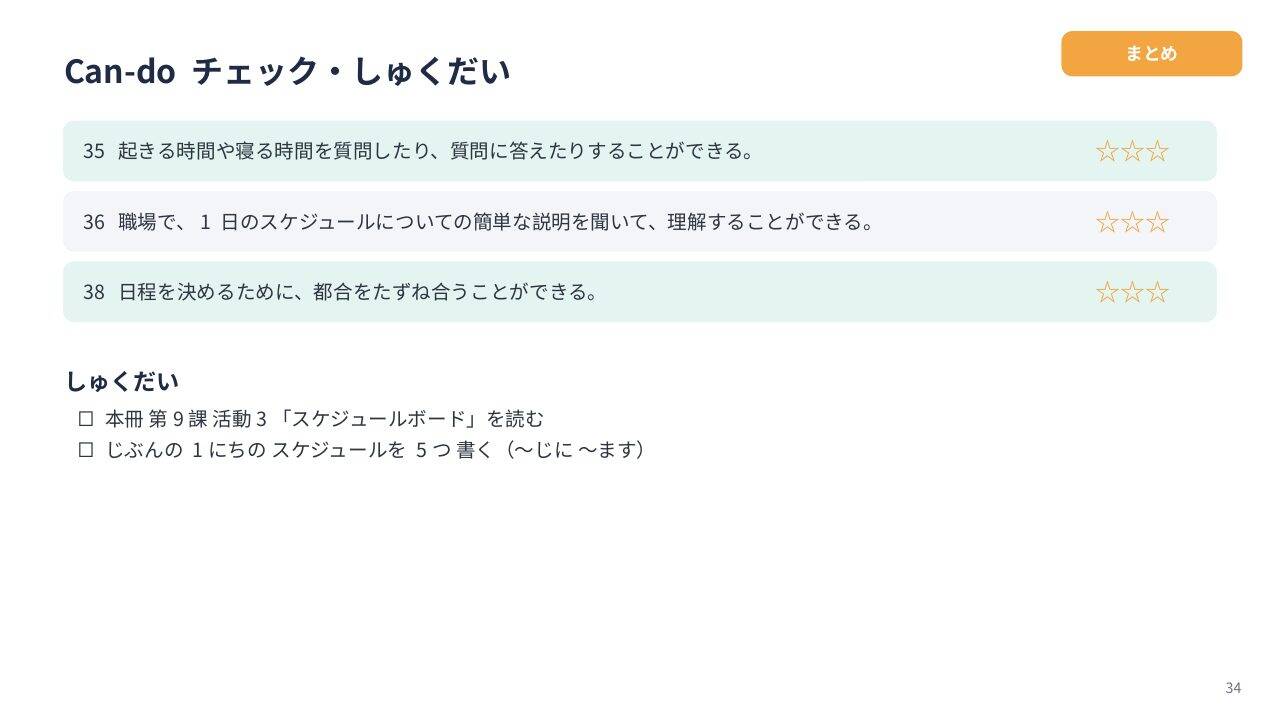 Can-do チェック・しゅくだい
まとめ
35 起きる時間や寝る時間を質問したり、質問に答えたりすることができる。 ☆☆☆
36 職場で、 1 日のスケジュールについての簡単な説明を聞いて、理解することができる。 ☆☆☆
38 日程を決めるために、都合をたずね合うことができる。 ☆☆☆
しゅくだい
☐ 本冊 第 9 課 活動 3 「スケジュールボード」を読む
☐ じぶんの 1 にちの スケジュールを 5 つ 書く（〜じに 〜ます）
34